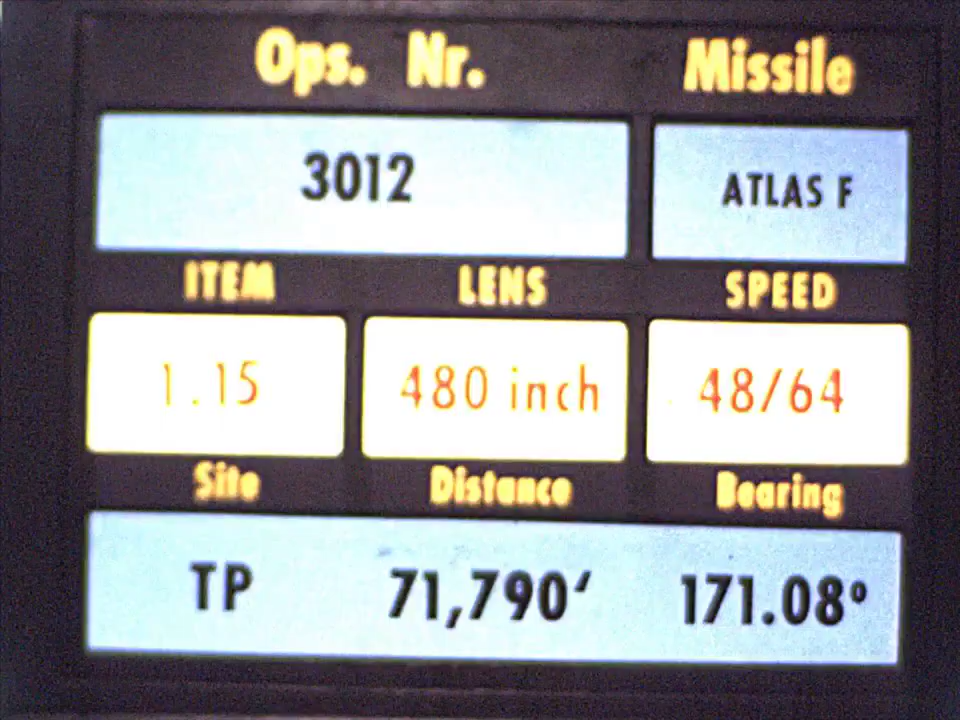 Ops. Nr. Missile
3012 ATLAS F
ITEM LENS SPEED
1.15 480 inch 48/64
Site Distance Bearing
TP 71,790′ 171.08º